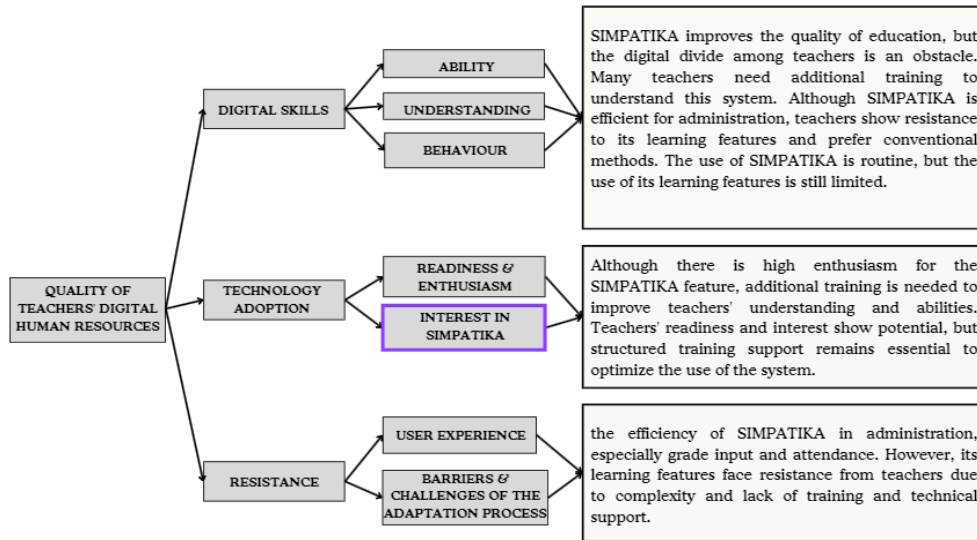 QUALITY OF
TEACHERS' DIGITAL
HUMAN RESOURCES
DIGITAL SKILLS
ABILITY
UNDERSTANDING
BEHAVIOUR
SIMPATIKA improves the quality of education, but
the digital divide among teachers is an obstacle.
Many teachers need additional training to
understand this system. Although SIMPATIKA is
efficient for administration, teachers show resistance
to its learning features and prefer conventional
methods. The use of SIMPATIKA is routine, but the
use of its learning features is still limited.
TECHNOLOGY
ADOPTION
READINESS &
ENTHUSIASM
INTEREST IN
SIMPATIKA
Although there is high enthusiasm for the
SIMPATIKA feature, additional training is needed to
improve teachers' understanding and abilities.
Teachers' readiness and interest show potential, but
structured training support remains essential to
optimize the use of the system.
RESISTANCE
USER EXPERIENCE
BARRIERS &
CHALLENGES OF THE
ADAPTATION PROCESS
the efficiency of SIMPATIKA in administration,
especially grade input and attendance. However, its
learning features face resistance from teachers due
to complexity and lack of training and technical
support.